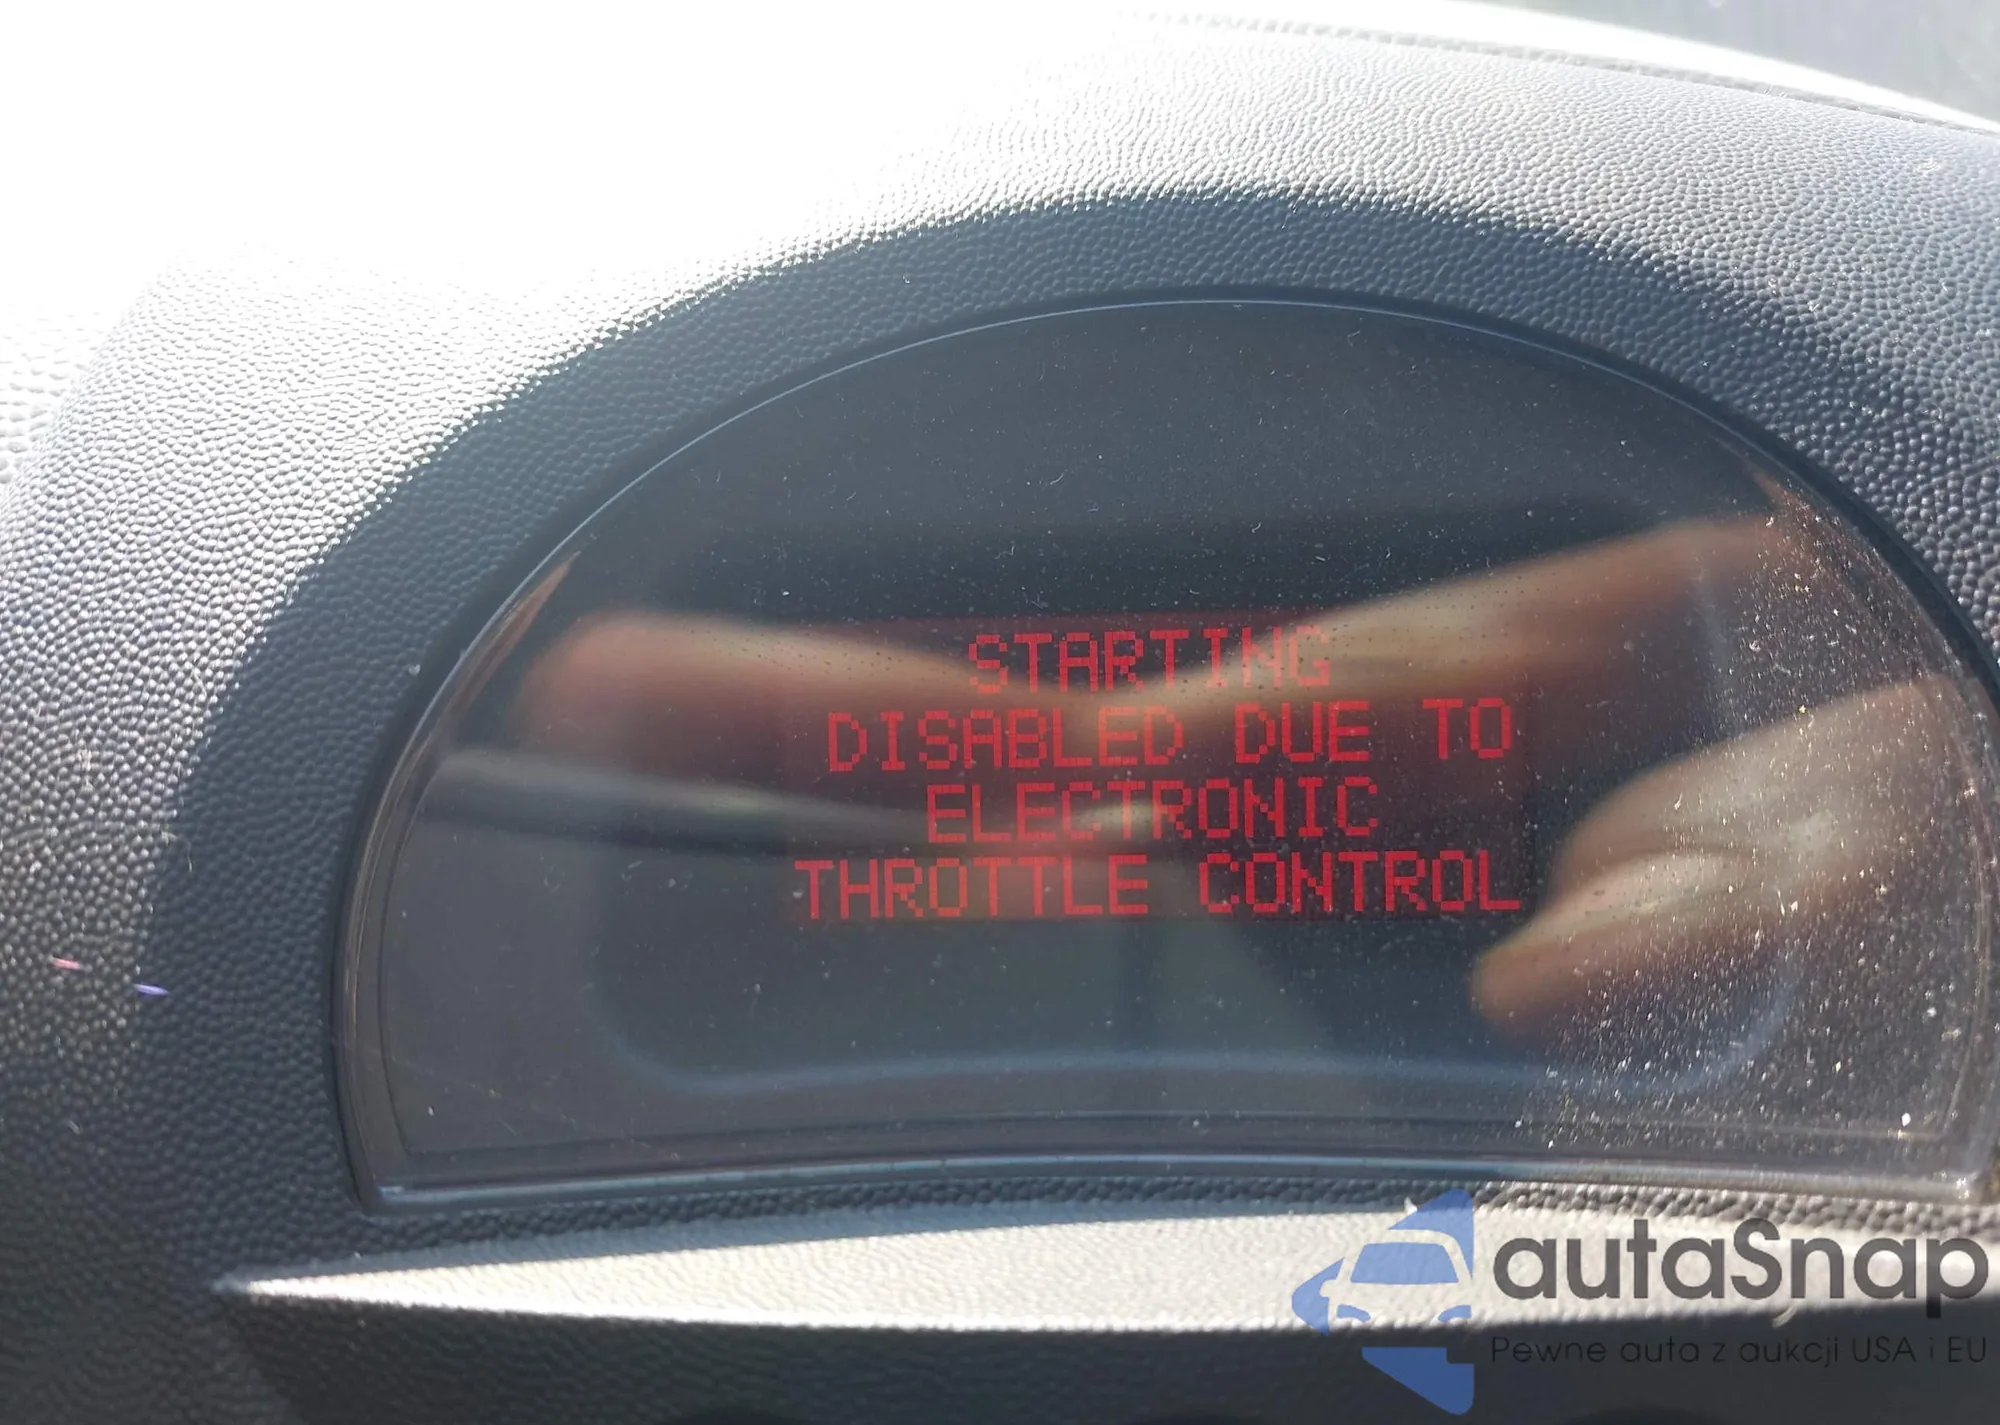 STARTING
DISABLED DUE TO
ELECTRONIC
THROTTLE CONTROL
autaSnap
Pewne auta z aukcji USA i EU